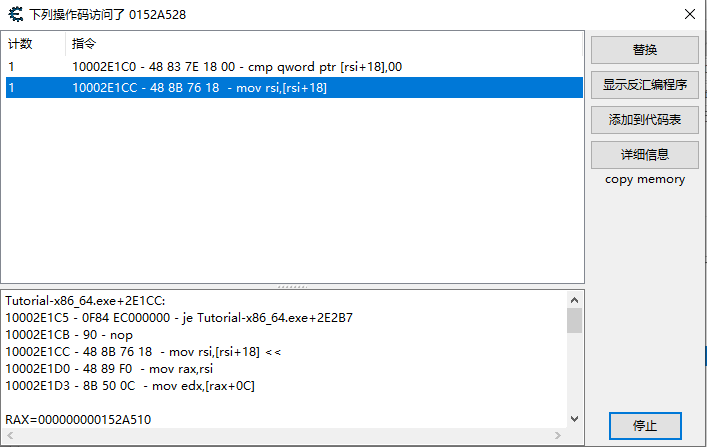 下列操作码访问了 0152A528
计数 指令
1 10002E1C0 - 48 83 7E 18 00 - cmp qword ptr [rsi+18],00
1 10002E1CC - 48 8B 76 18  - mov rsi,[rsi+18]
替换
显示反汇编程序
添加到代码表
详细信息
copy memory
Tutorial-x86_64.exe+2E1CC:
10002E1C5 - 0F84 EC000000 - je Tutorial-x86_64.exe+2E2B7
10002E1CB - 90 - nop
10002E1CC - 48 8B 76 18  - mov rsi,[rsi+18] <<
10002E1D0 - 48 89 F0  - mov rax,rsi
10002E1D3 - 8B 50 0C  - mov edx,[rax+0C]
RAX=000000000152A510
停止